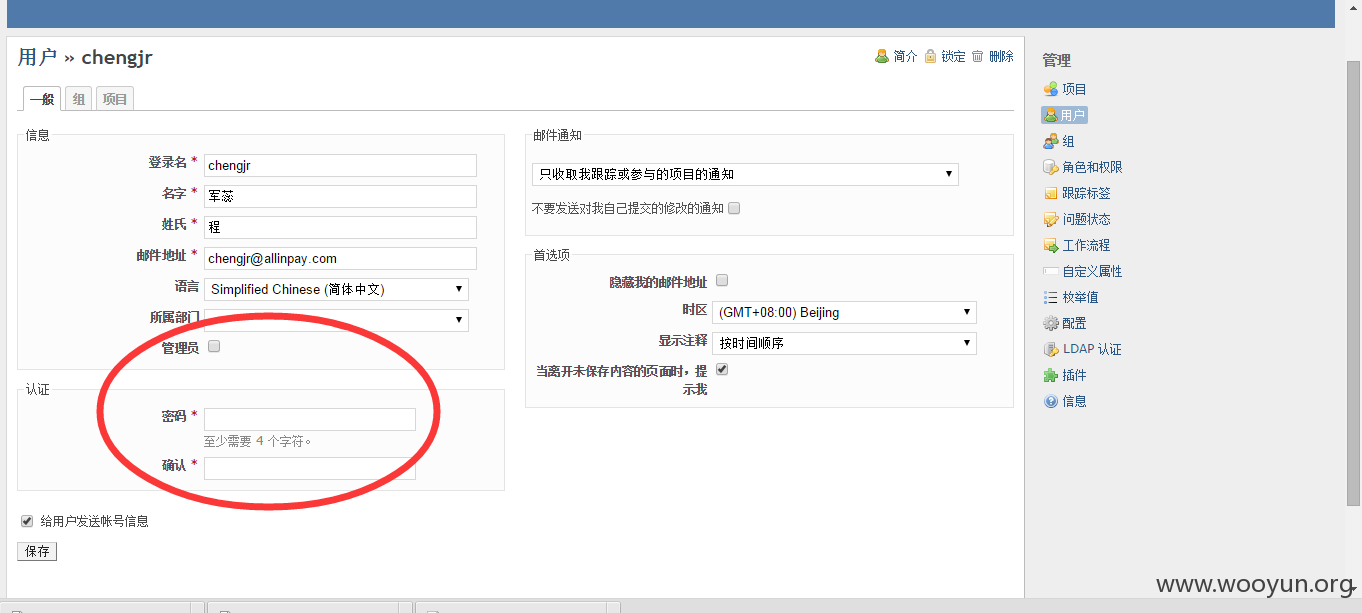 用户 » chengjr
简介 锁定 删除
一般 组 项目
信息
登录名 * chengjr
名字 * 军蕊
姓氏 * 程
邮件地址 * chengjr@allinpay.com
语言 Simplified Chinese (简体中文)
所属部门
管理员
认证
密码 *
至少需要 4 个字符。
确认 *
给用户发送帐号信息
保存
邮件通知
只收取我跟踪或参与的项目的通知
不要发送对我自己提交的修改的通知
首选项
隐藏我的邮件地址
时区 (GMT+08:00) Beijing
显示注释 按时间顺序
当离开未保存内容的页面时，提
示我
管理
项目
用户
组
角色和权限
跟踪标签
问题状态
工作流程
自定义属性
枚举值
配置
LDAP 认证
插件
信息
www.wooyun.org